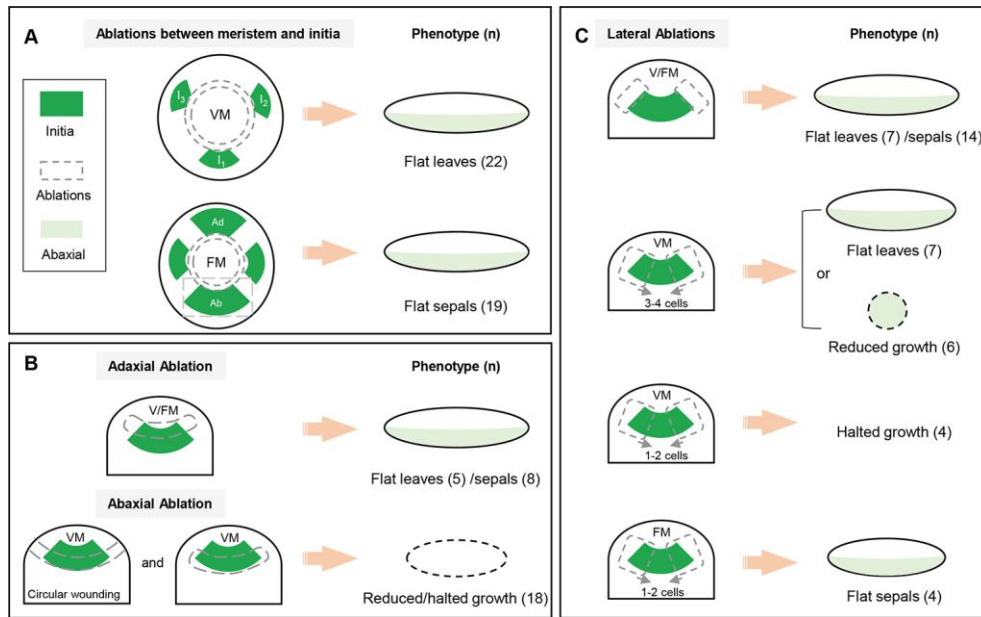 A
Ablations between meristem and initia
Phenotype (n)
Initia
Ablations
Abaxial
I3
I2
VM
I1
Flat leaves (22)
Ad
FM
Ab
Flat sepals (19)
B
Adaxial Ablation
Phenotype (n)
V/FM
Flat leaves (5) /sepals (8)
Abaxial Ablation
VM
Circular wounding
and
VM
Reduced/halted growth (18)
C
Lateral Ablations
Phenotype (n)
V/FM
Flat leaves (7) /sepals (14)
VM
3-4 cells
Flat leaves (7)
or
Reduced growth (6)
VM
1-2 cells
Halted growth (4)
FM
1-2 cells
Flat sepals (4)